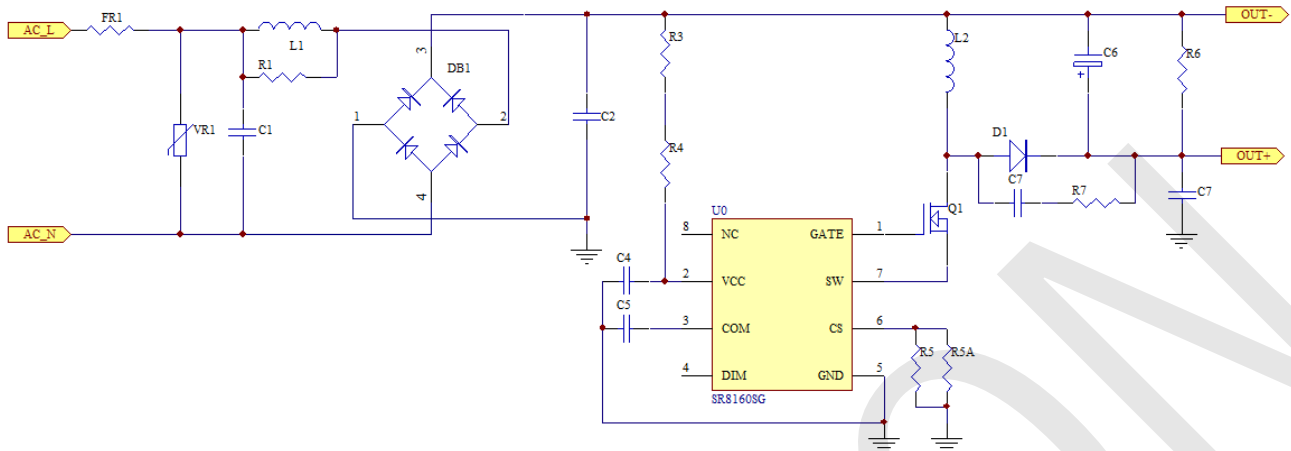 AC_L
FR1
L1
R1
VR1
C1
AC_N
3
DB1
1
2
4
C2
R3
R4
L2
C6
+
R6
OUT-
D1
OUT+
C7
R7
C7
Q1
U0
8
NC
GATE
1
C4
2
VCC
SW
7
C5
3
COM
CS
6
R5
R5A
4
DIM
GND
5
SR8160SG